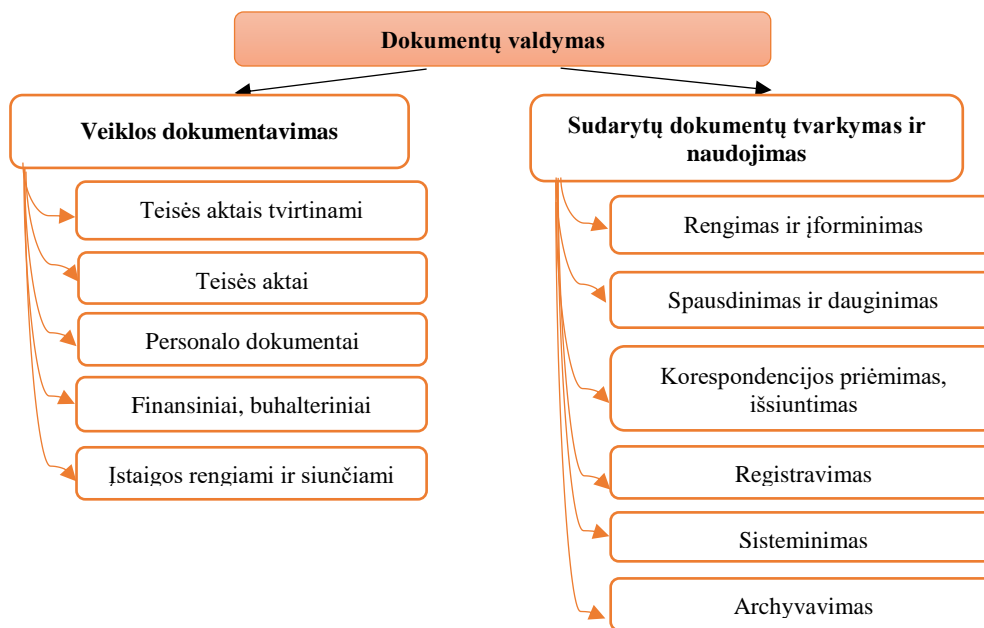 Dokumentų valdymas
Veiklos dokumentavimas
Teisės aktais tvirtinami
Teisės aktai
Personalo dokumentai
Finansiniai, buhalteriniai
Įstaigos rengiami ir siunčiami
Sudarytų dokumentų tvarkymas ir
naudojimas
Rengimas ir įforminimas
Spausdinimas ir dauginimas
Korespondencijos priėmimas,
išsiuntimas
Registravimas
Sisteminimas
Archyvavimas